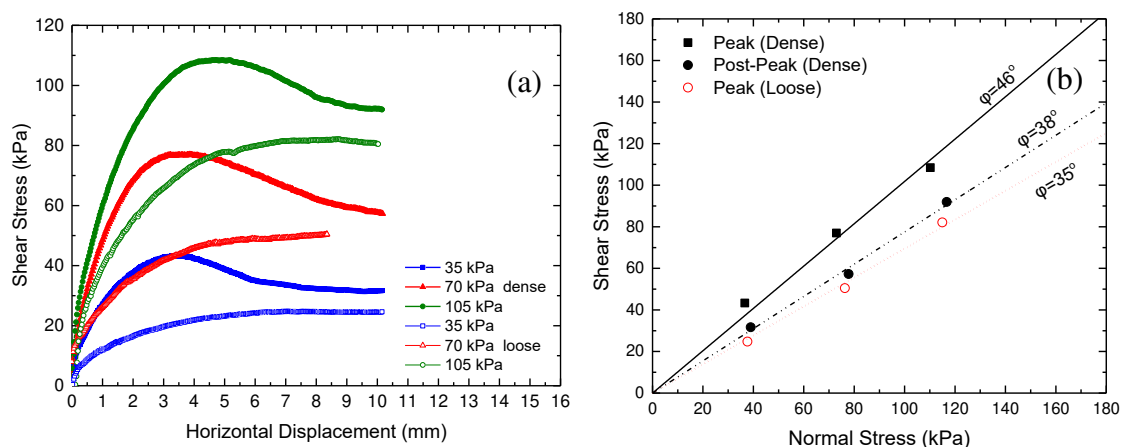 (a)
Shear Stress (kPa)
120
100
80
60
40
20
0
0 1 2 3 4 5 6 7 8 9 10 11 12 13 14 15 16
Horizontal Displacement (mm)
35 kPa
70 kPa dense
105 kPa
35 kPa
70 kPa loose
105 kPa
(b)
Shear Stress (kPa)
180
160
140
120
100
80
60
40
20
0
0 20 40 60 80 100 120 140 160 180
Normal Stress (kPa)
Peak (Dense)
Post-Peak (Dense)
Peak (Loose)
φ=46°
φ=38°
φ=35°